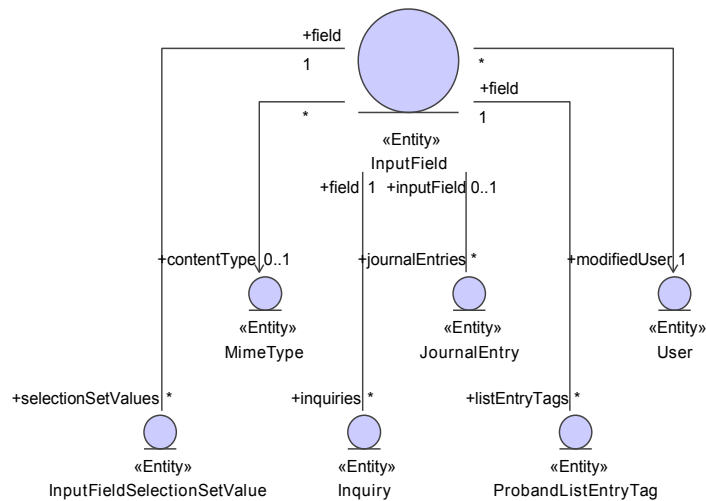 +field
1
*
+field
*
1
«Entity»
InputField
+field 1 +inputField 0..1
+contentType 0..1
+journalEntries *
+modifiedUser 1
«Entity»
MimeType
«Entity»
JournalEntry
«Entity»
User
+selectionSetValues *
+inquiries *
+listEntryTags *
«Entity»
InputFieldSelectionSetValue
«Entity»
Inquiry
«Entity»
ProbandListEntryTag